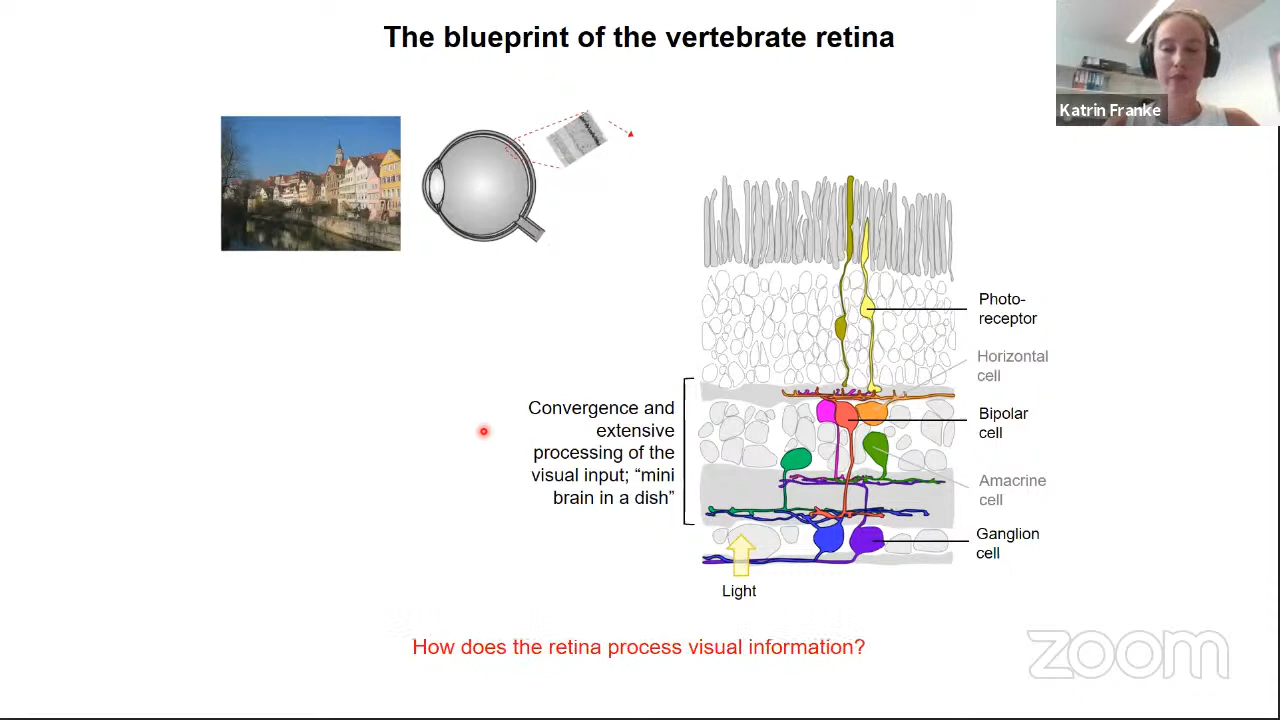 The blueprint of the vertebrate retina
Katrin Franke
Photo-
receptor
Horizontal
cell
Convergence and
extensive
processing of the
visual input; “mini
brain in a dish”
Bipolar
cell
Amacrine
cell
Ganglion
cell
Light
How does the retina process visual information?
zoom